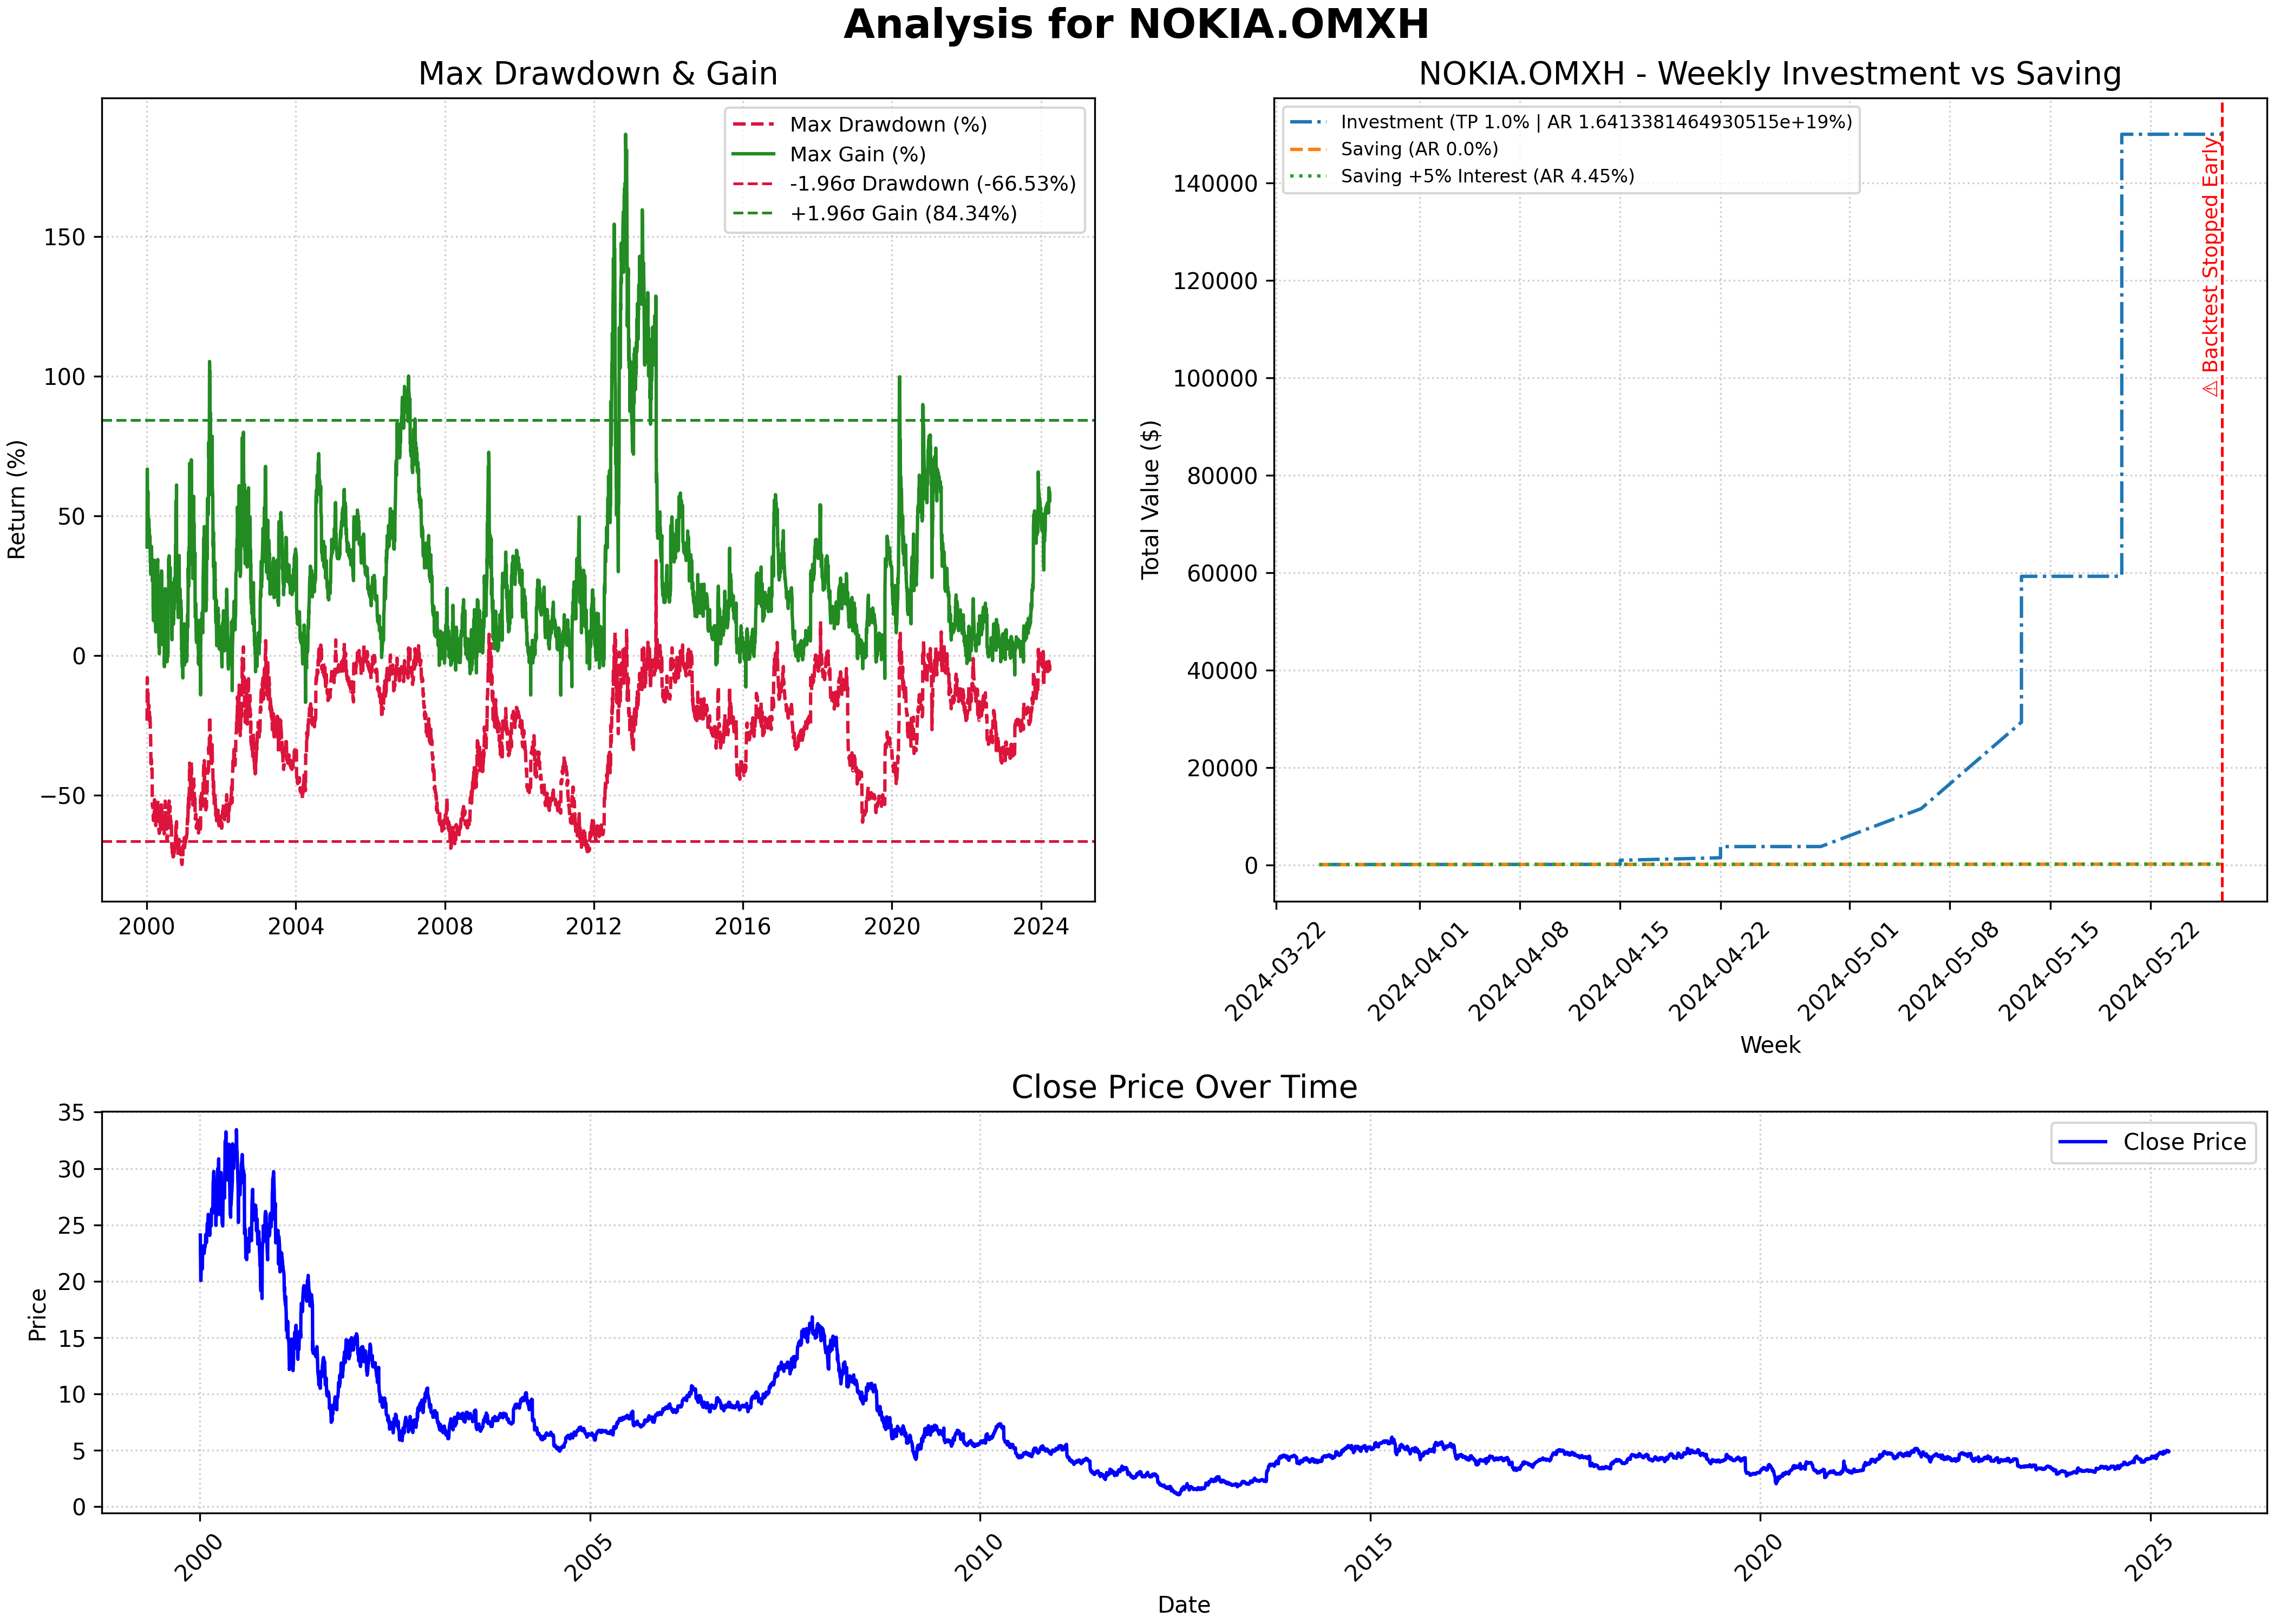 Analysis for NOKIA.OMXH
Max Drawdown & Gain
Return (%)
150
100
50
0
−50
2000
2004
2008
2012
2016
2020
2024
Max Drawdown (%)
Max Gain (%)
-1.96σ Drawdown (-66.53%)
+1.96σ Gain (84.34%)
NOKIA.OMXH - Weekly Investment vs Saving
Total Value ($)
140000
120000
100000
80000
60000
40000
20000
0
Investment (TP 1.0% | AR 1.6413381464930515e+19%)
Saving (AR 0.0%)
Saving +5% Interest (AR 4.45%)
⚠ Backtest Stopped Early
2024-03-22
2024-04-01
2024-04-08
2024-04-15
2024-04-22
2024-05-01
2024-05-08
2024-05-15
2024-05-22
Week
Close Price Over Time
Price
35
30
25
20
15
10
5
0
Close Price
2000
2005
2010
2015
2020
2025
Date